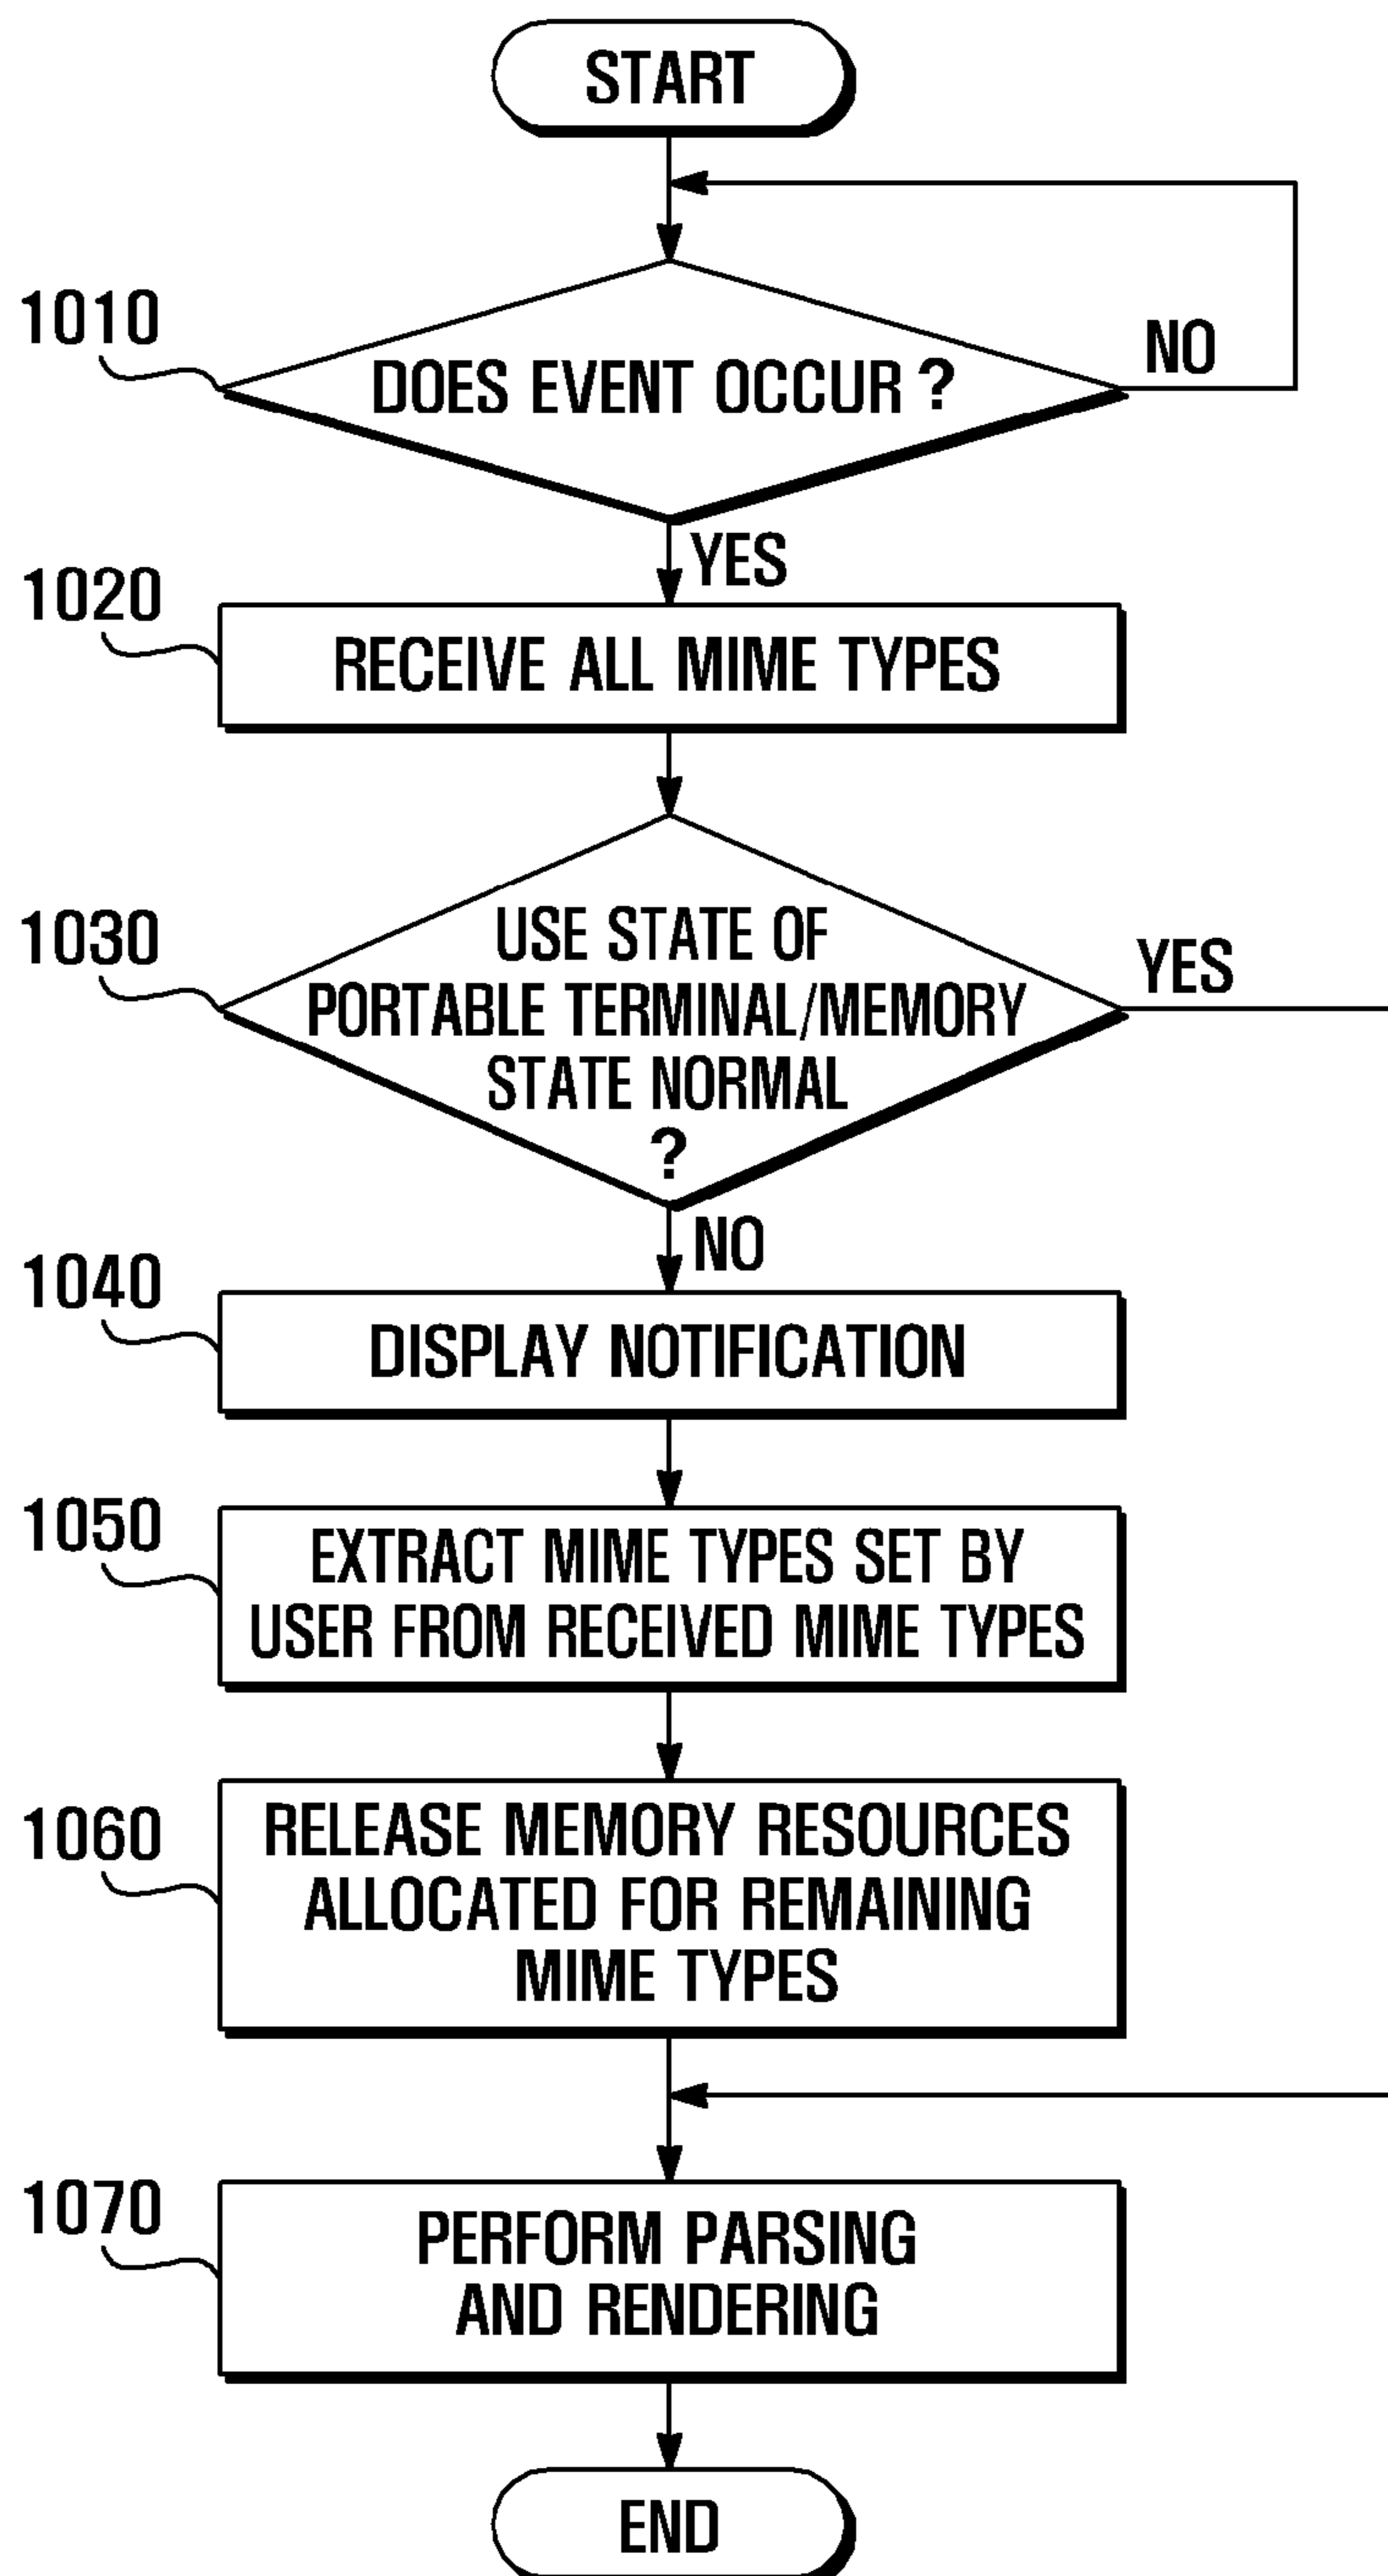 START
1010
DOES EVENT OCCUR ?
NO
YES
1020
RECEIVE ALL MIME TYPES
1030
USE STATE OF
PORTABLE TERMINAL/MEMORY
STATE NORMAL
?
YES
NO
1040
DISPLAY NOTIFICATION
1050
EXTRACT MIME TYPES SET BY
USER FROM RECEIVED MIME TYPES
1060
RELEASE MEMORY RESOURCES
ALLOCATED FOR REMAINING
MIME TYPES
1070
PERFORM PARSING
AND RENDERING
END